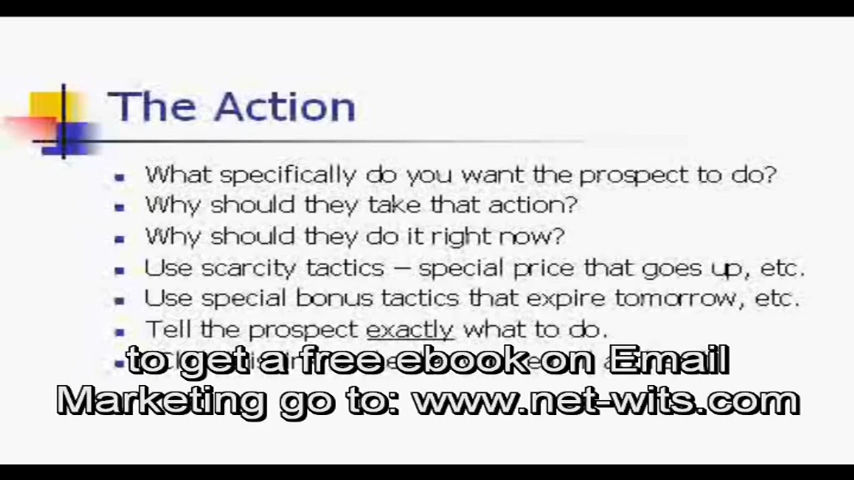 The Action
What specifically do you want the prospect to do?
Why should they take that action?
Why should they do it right now?
Use scarcity tactics – special price that goes up, etc.
Use special bonus tactics that expire tomorrow, etc.
Tell the prospect exactly what to do.
to get a free ebook on Email
Marketing go to: www.net-wits.com